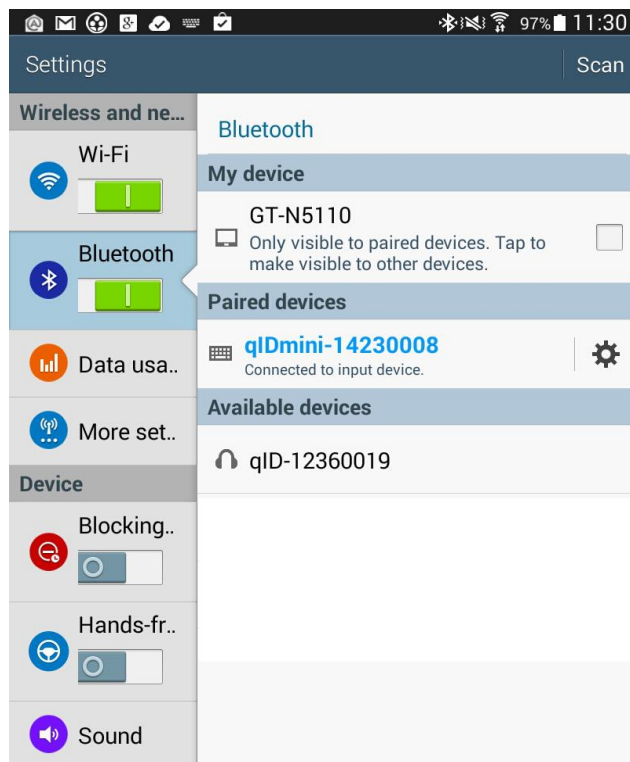 97% 11:30
Settings
Scan
Wireless and ne...
Wi-Fi
Bluetooth
Data usa..
More set..
Device
Blocking..
Hands-fr..
Sound
Bluetooth
My device
GT-N5110
Only visible to paired devices. Tap to
make visible to other devices.
Paired devices
qIDmini-14230008
Connected to input device.
Available devices
qID-12360019